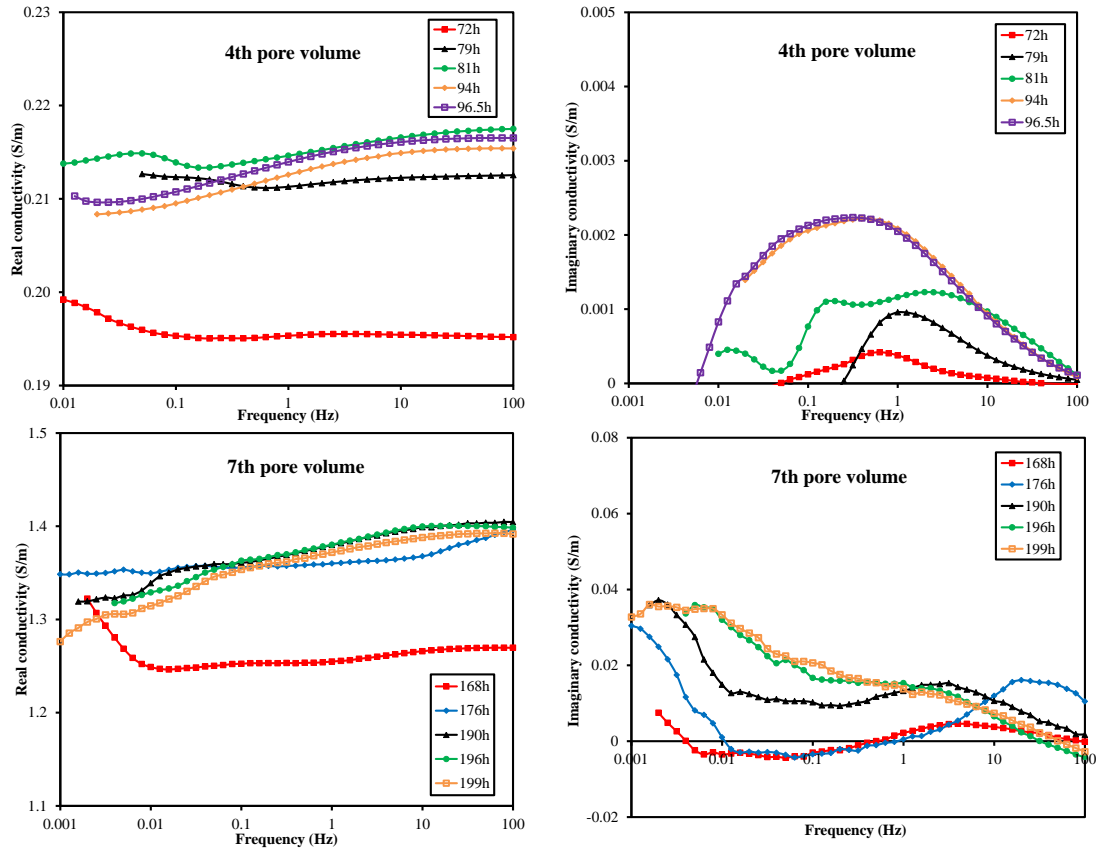 0.23
0.22
0.21
0.20
0.19
Real conductivity (S/m)
4th pore volume
72h
79h
81h
94h
96.5h
0.01
0.1
1
10
100
Frequency (Hz)
0.005
0.004
0.003
0.002
0.001
0
Imaginary conductivity (S/m)
4th pore volume
72h
79h
81h
94h
96.5h
0.001
0.01
0.1
1
10
100
Frequency (Hz)
1.5
1.4
1.3
1.2
1.1
Real conductivity (S/m)
7th pore volume
168h
176h
190h
196h
199h
0.001
0.01
0.1
1
10
100
Frequency (Hz)
0.08
0.06
0.04
0.02
0
-0.02
Imaginary conductivity (S/m)
7th pore volume
168h
176h
190h
196h
199h
0.001
0.01
0.1
1
10
100
Frequency (Hz)